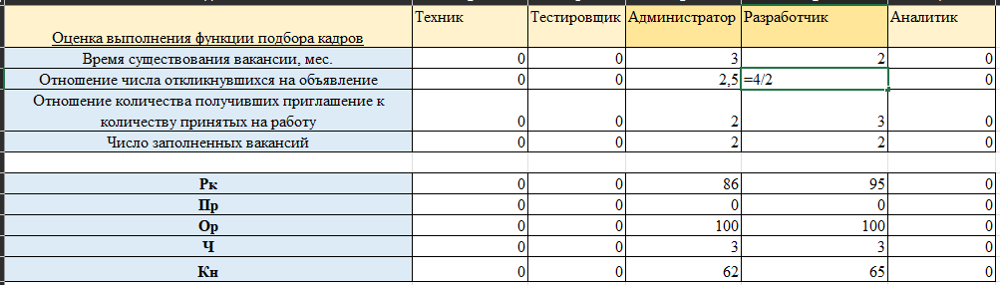 Техник Тестировщик Администратор Разработчик Аналитик
Оценка выполнения функции подбора кадров
Время существования вакансии, мес. 0 0 3 2 0
Отношение числа откликнувшихся на объявление 0 0 2,5 =4/2 0
Отношение количества получивших приглашение к
количеству принятых на работу 0 0 2 3 0
Число заполненных вакансий 0 0 2 2 0
Рк 0 0 86 95 0
Пр 0 0 0 0 0
Ор 0 0 100 100 0
Ч 0 0 3 3 0
Кн 0 0 62 65 0